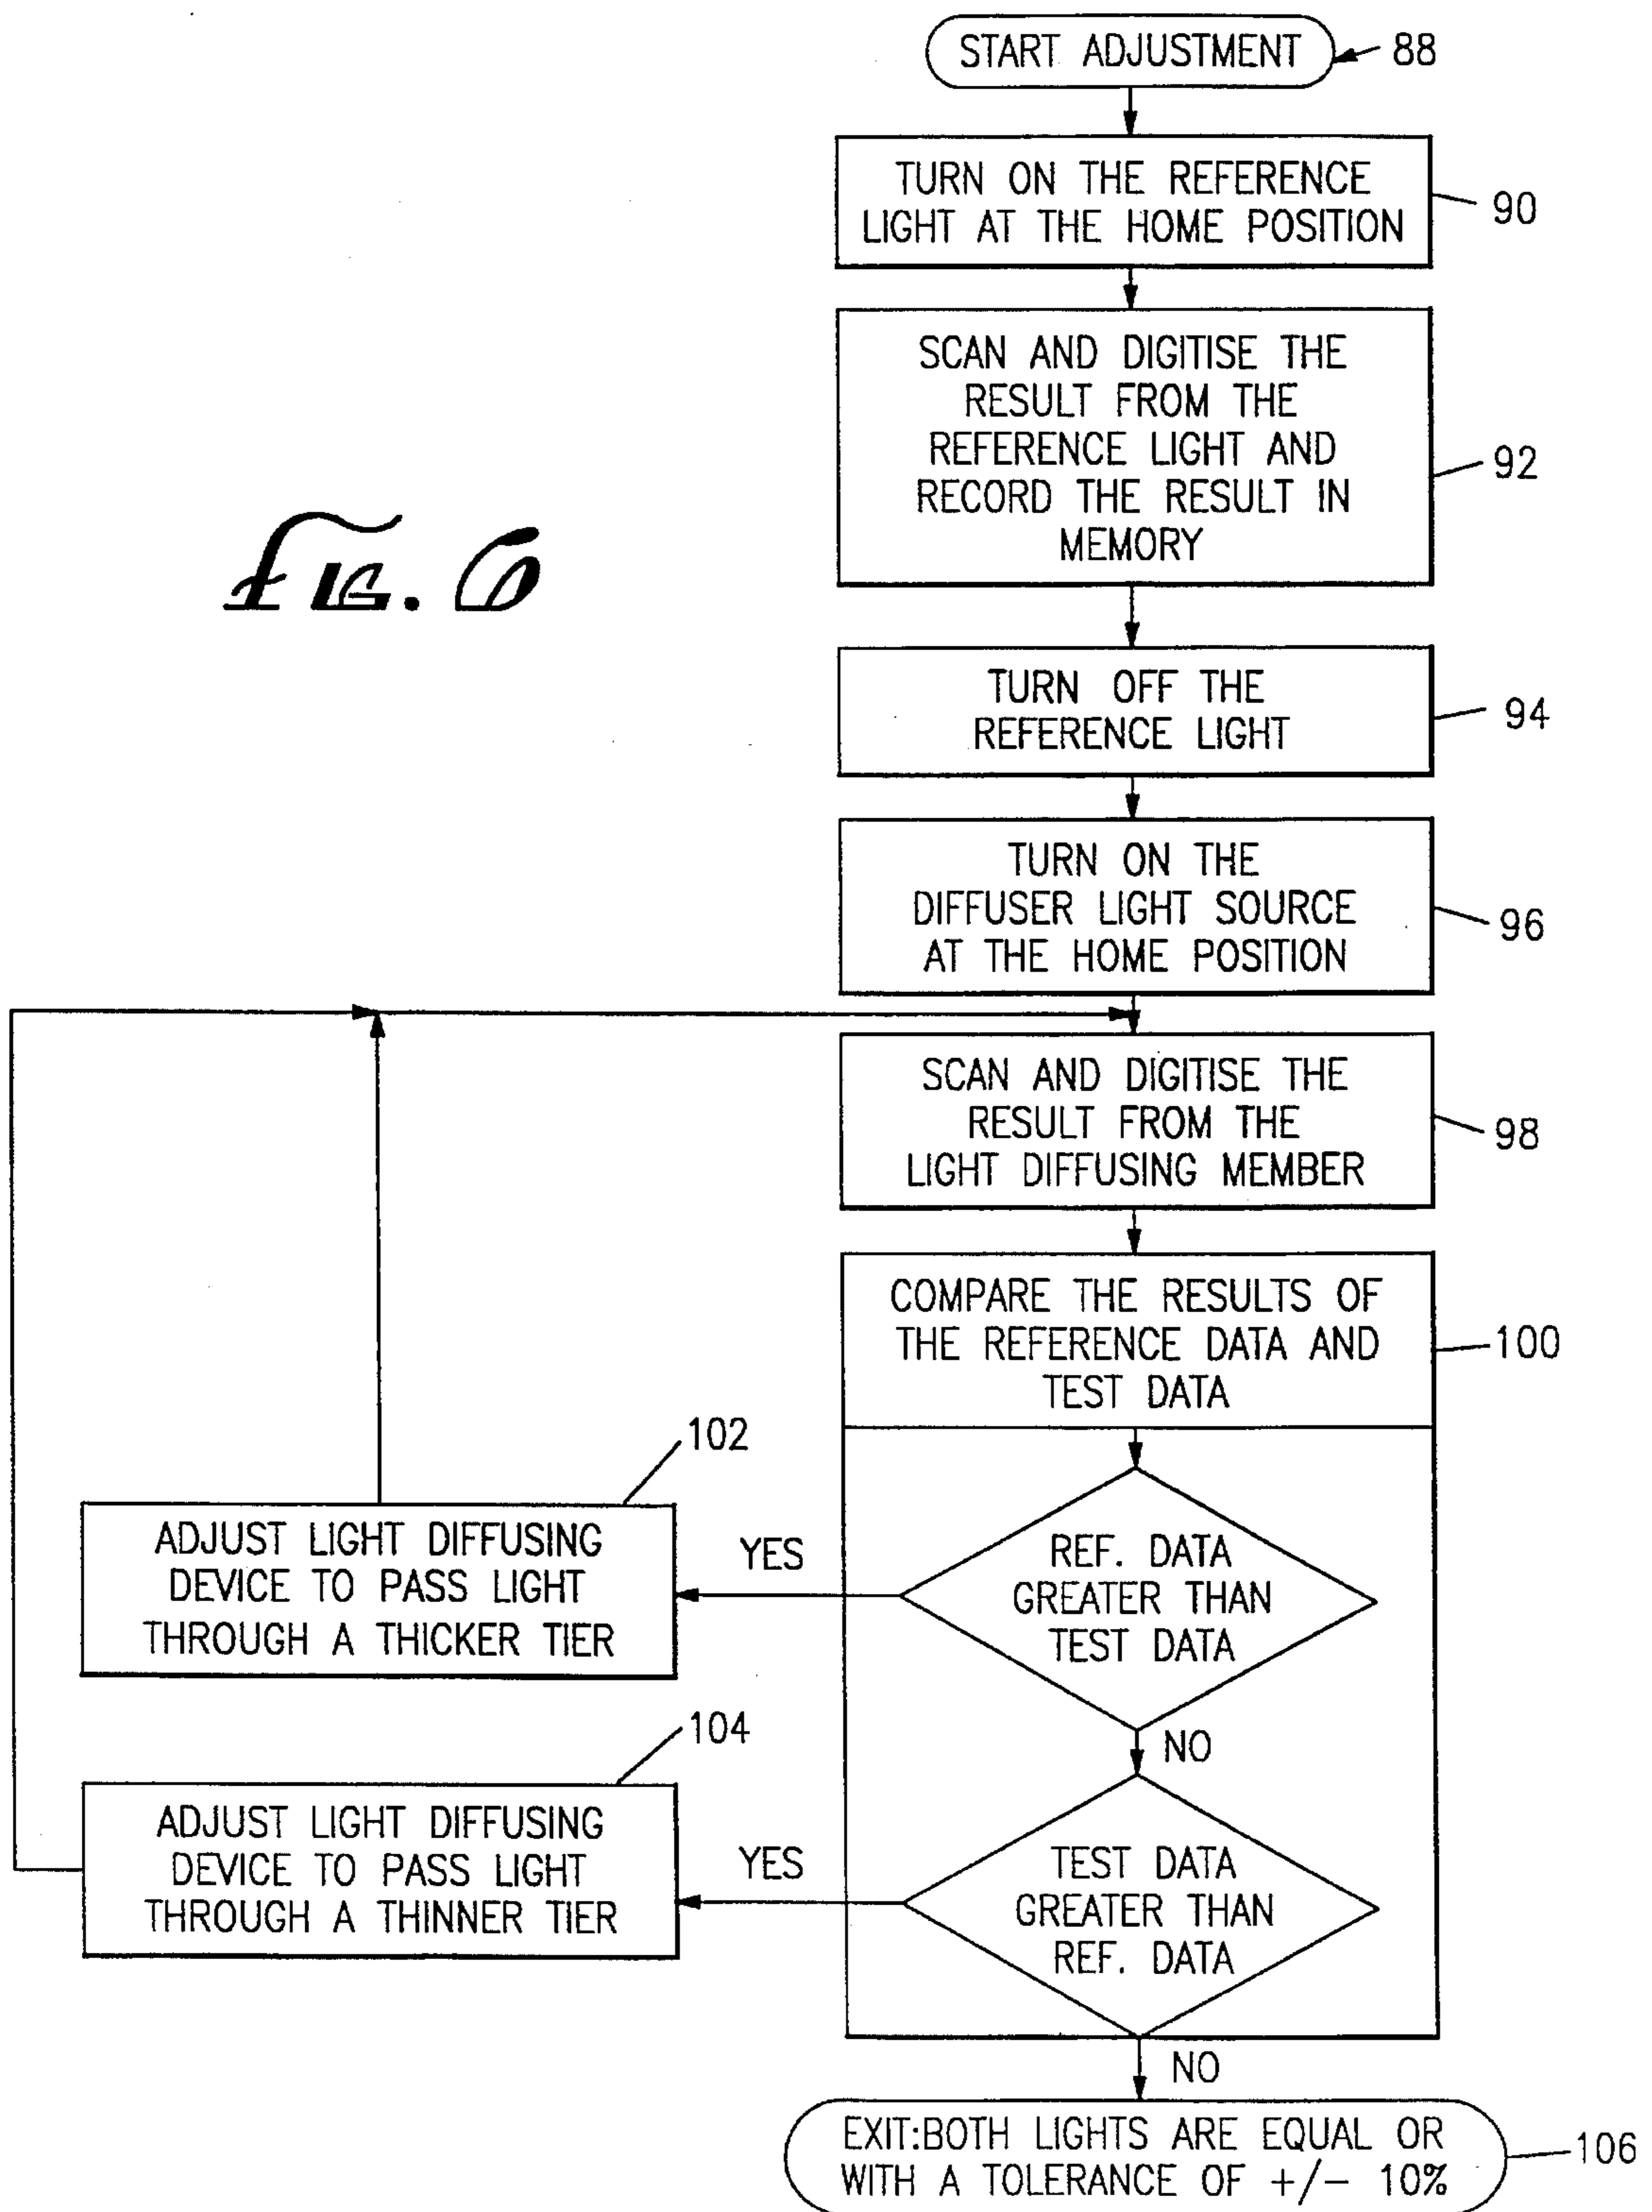 START ADJUSTMENT
88
TURN ON THE REFERENCE
LIGHT AT THE HOME POSITION
90
SCAN AND DIGITISE THE
RESULT FROM THE
REFERENCE LIGHT AND
RECORD THE RESULT IN
MEMORY
92
FIG. 6
TURN OFF THE
REFERENCE LIGHT
94
TURN ON THE
DIFFUSER LIGHT SOURCE
AT THE HOME POSITION
96
SCAN AND DIGITISE THE
RESULT FROM THE
LIGHT DIFFUSING MEMBER
98
COMPARE THE RESULTS OF
THE REFERENCE DATA AND
TEST DATA
100
102
ADJUST LIGHT DIFFUSING
DEVICE TO PASS LIGHT
THROUGH A THICKER TIER
YES
REF. DATA
GREATER THAN
TEST DATA
NO
104
ADJUST LIGHT DIFFUSING
DEVICE TO PASS LIGHT
THROUGH A THINNER TIER
YES
TEST DATA
GREATER THAN
REF. DATA
NO
EXIT:BOTH LIGHTS ARE EQUAL OR
WITH A TOLERANCE OF +/- 10%
106